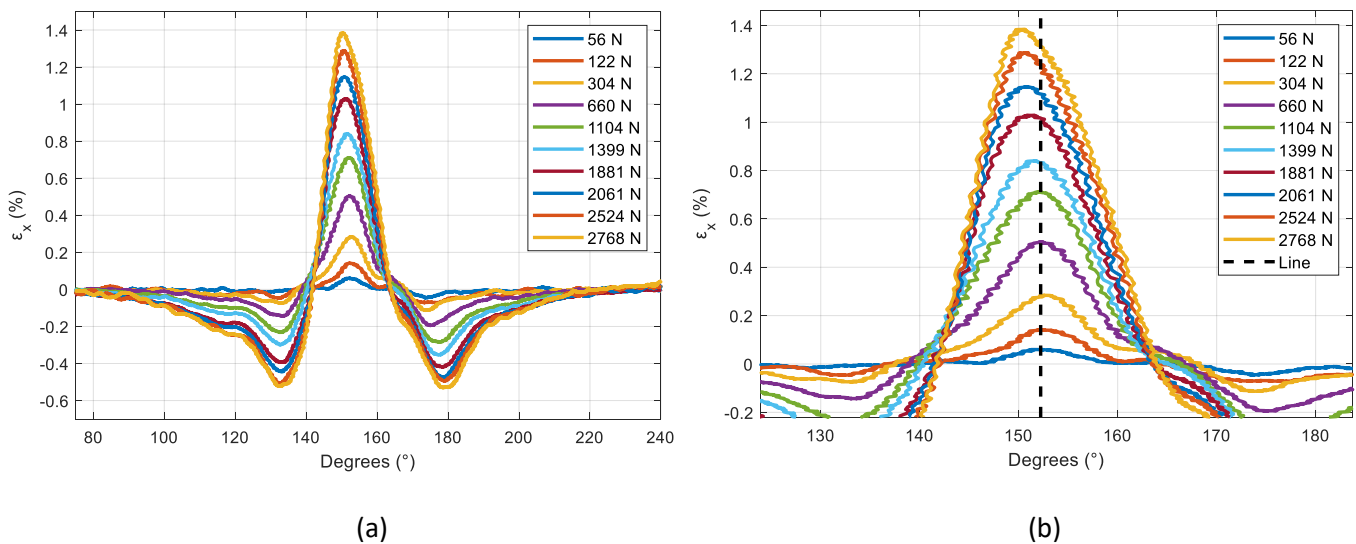 1.4
1.2
1
0.8
0.6
0.4
0.2
0
-0.2
-0.4
-0.6
εx (%)
80 100 120 140 160 180 200 220 240
Degrees (°)
56 N
122 N
304 N
660 N
1104 N
1399 N
1881 N
2061 N
2524 N
2768 N
(a)
1.4
1.2
1
0.8
0.6
0.4
0.2
0
-0.2
εx (%)
130 140 150 160 170 180
Degrees (°)
56 N
122 N
304 N
660 N
1104 N
1399 N
1881 N
2061 N
2524 N
2768 N
Line
(b)